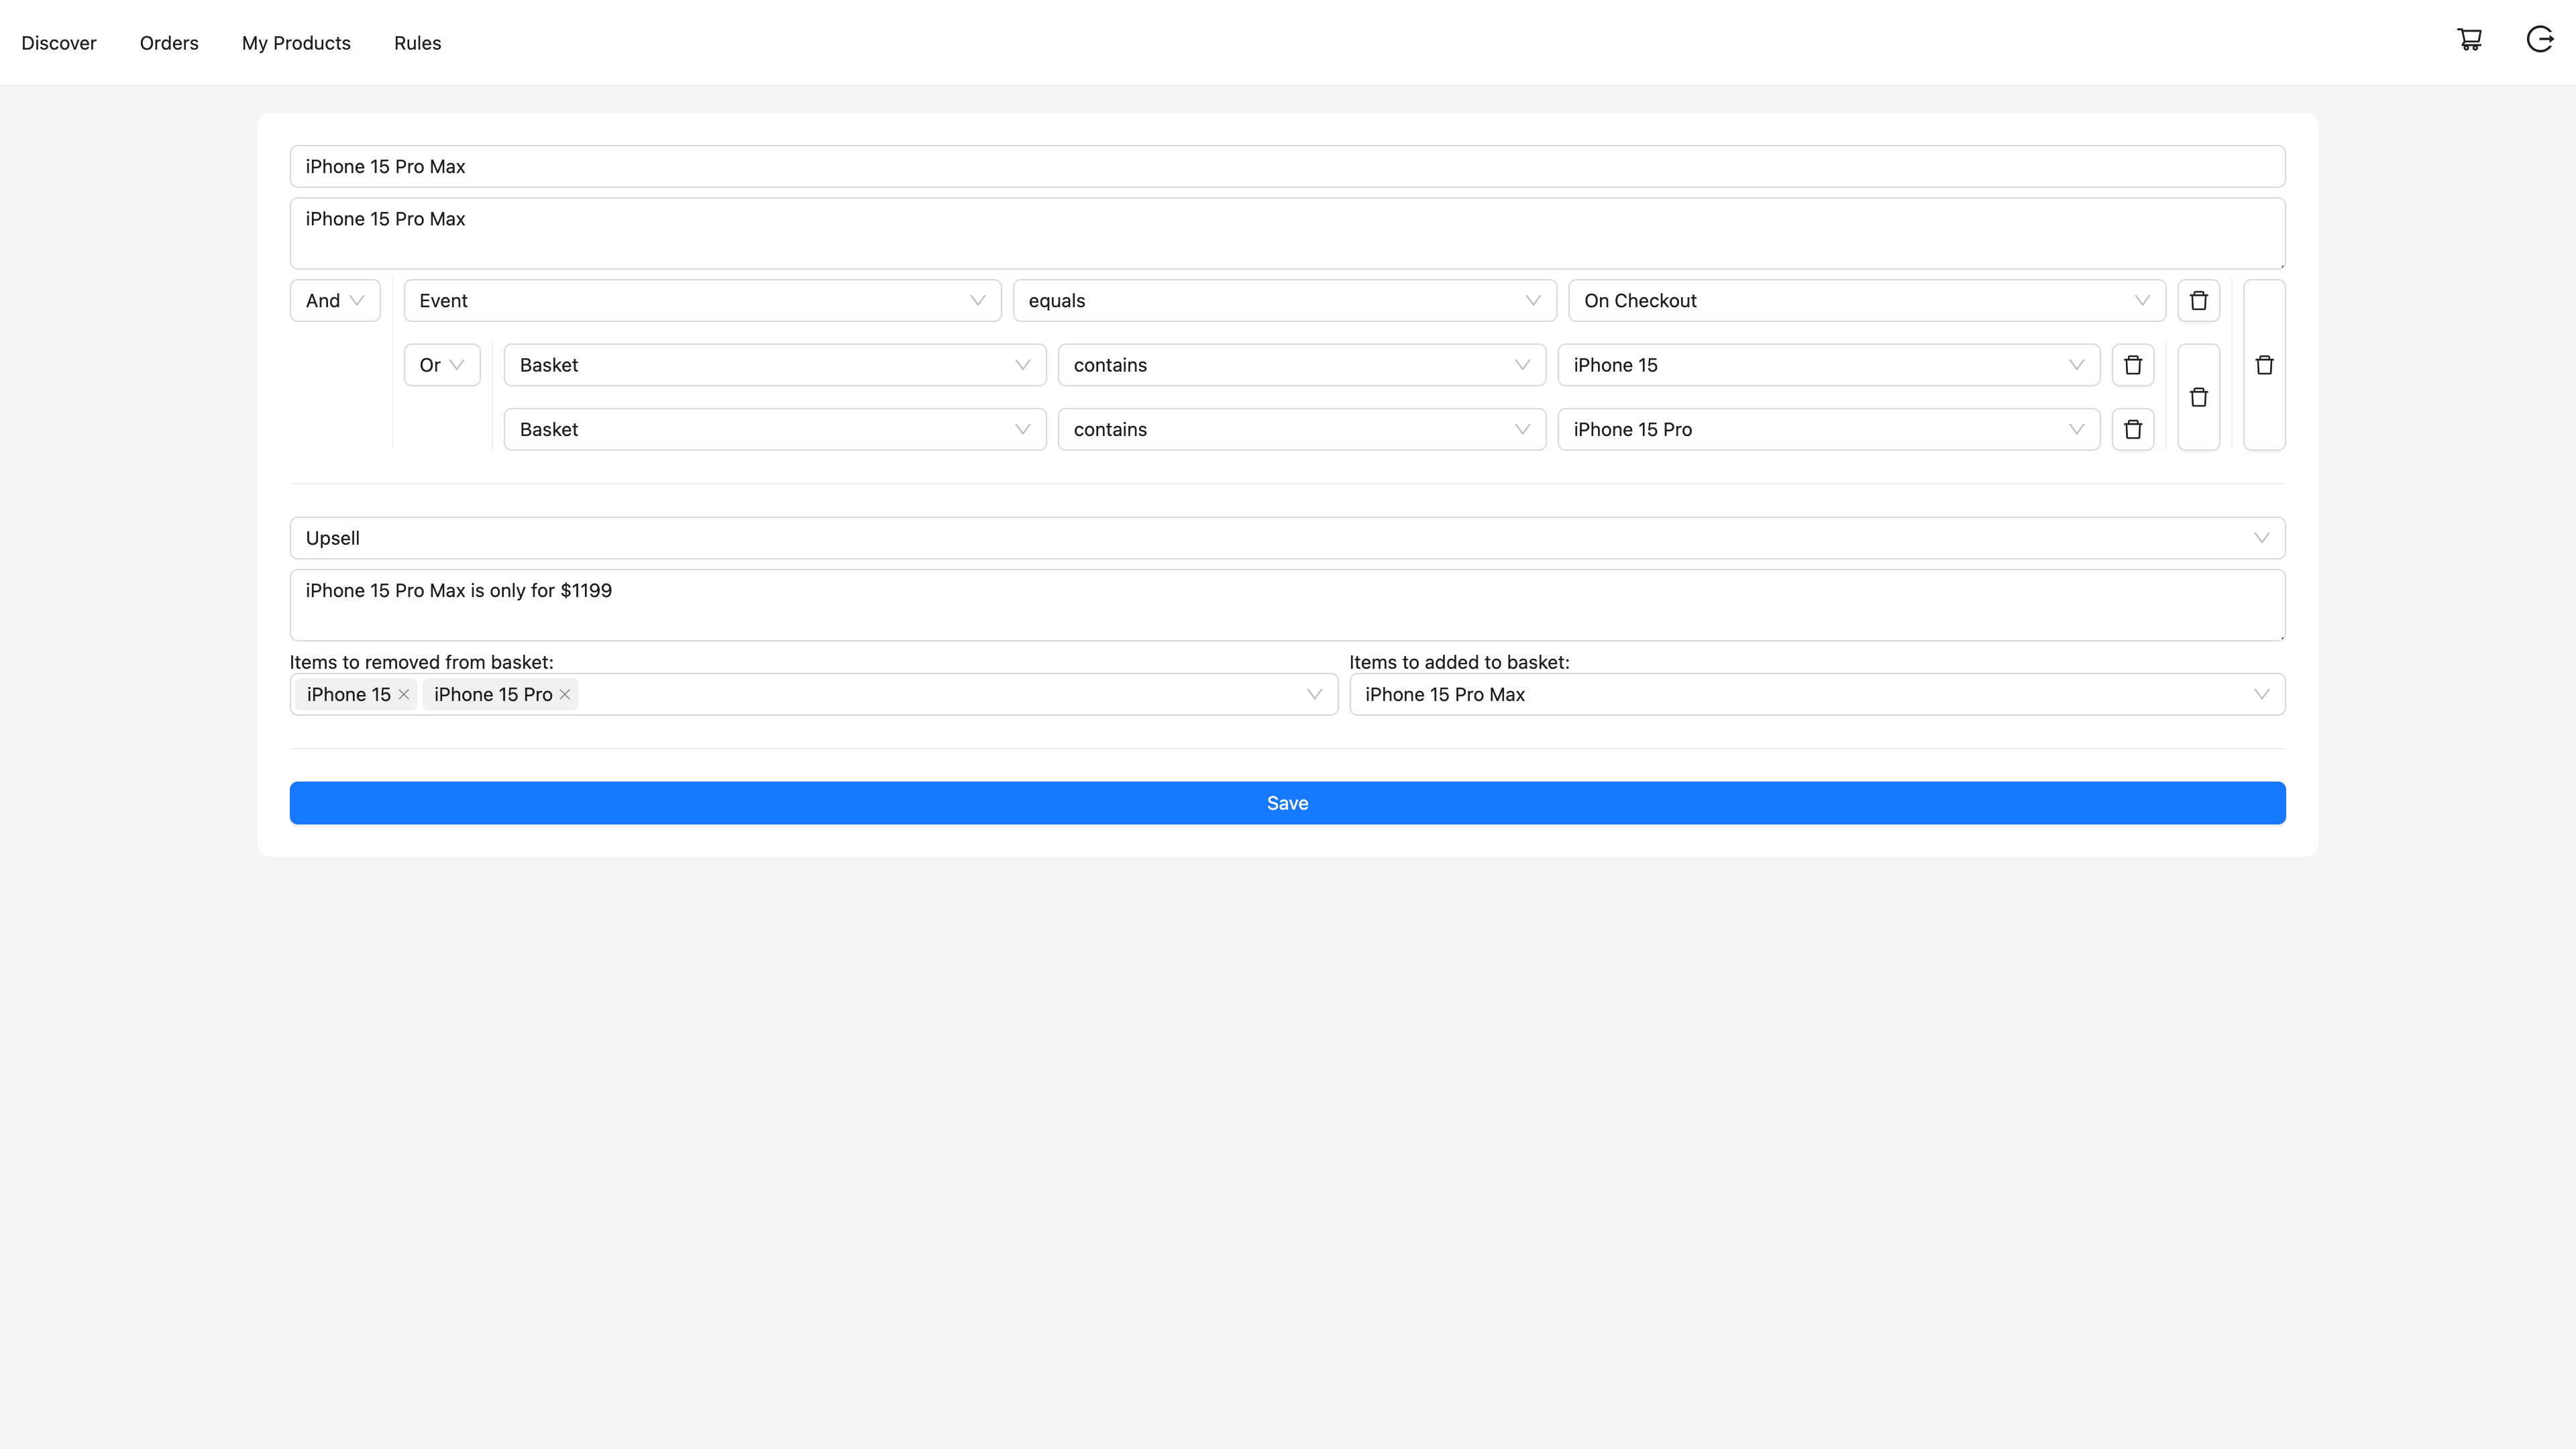 Discover Orders My Products Rules
iPhone 15 Pro Max
iPhone 15 Pro Max
And Event equals On Checkout
Or Basket contains iPhone 15
Basket contains iPhone 15 Pro
Upsell
iPhone 15 Pro Max is only for $1199
Items to removed from basket: Items to added to basket:
iPhone 15 iPhone 15 Pro iPhone 15 Pro Max
Save